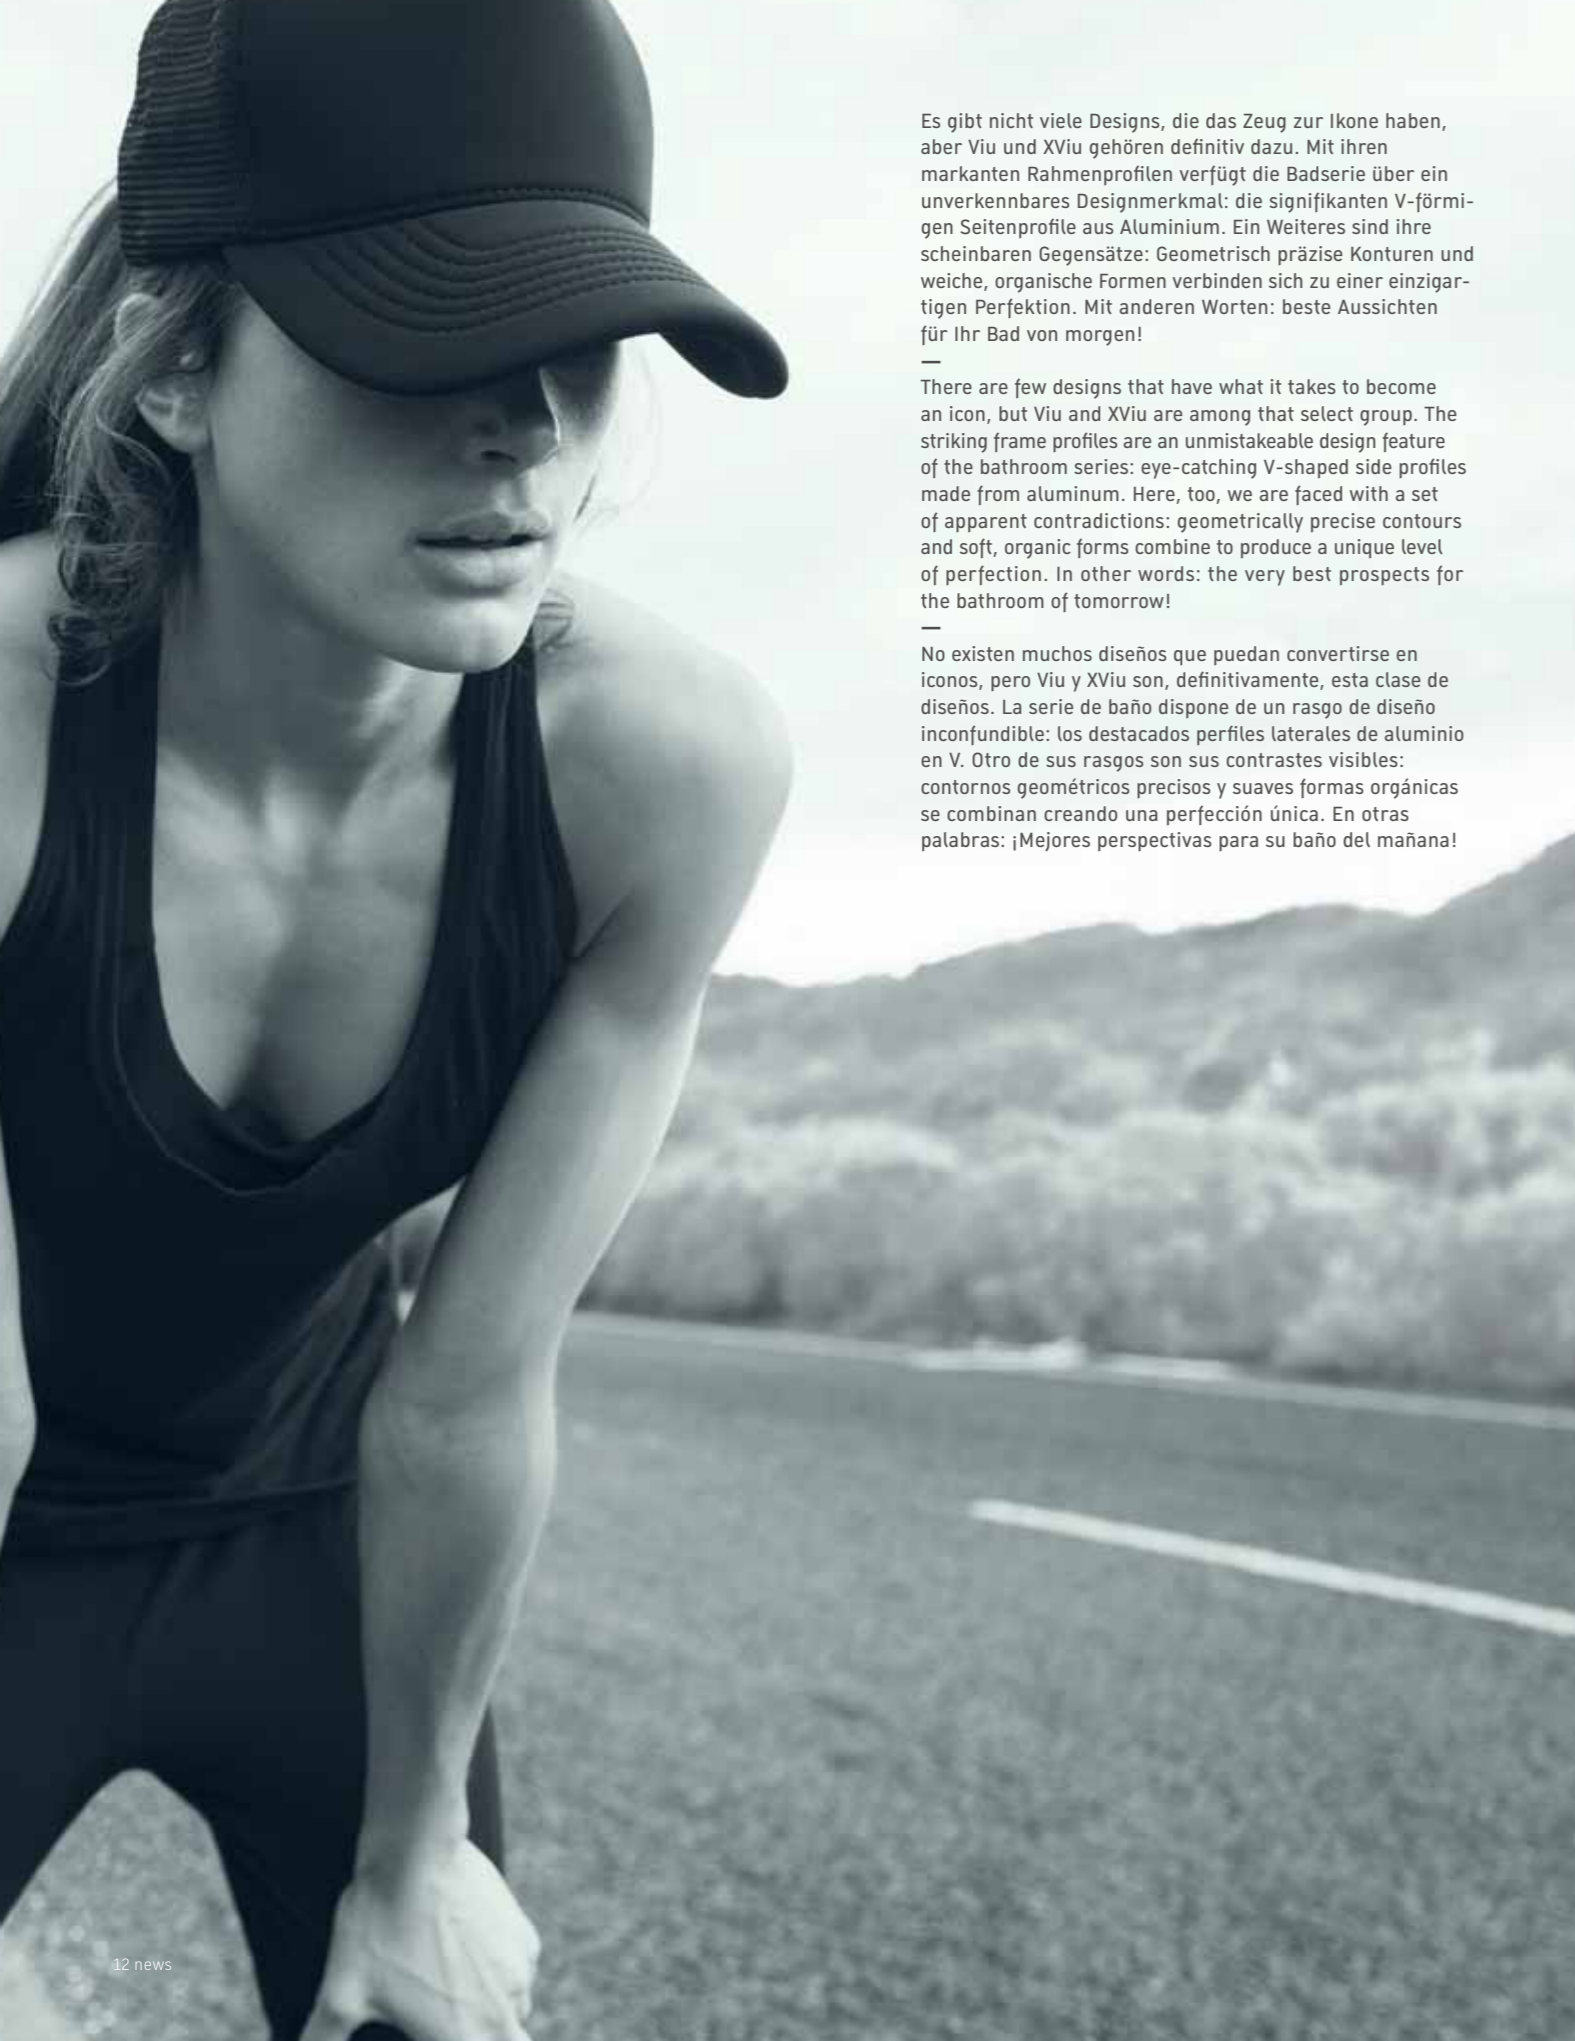 Es gibt nicht viele Designs, die das Zeug zur Ikone haben,
aber Viu und XViu gehören definitiv dazu. Mit ihren
markanten Rahmenprofilen verfügt die Badserie über ein
unverkennbares Designmerkmal: die signifikanten V-förmi-
gen Seitenprofile aus Aluminium. Ein Weiteres sind ihre
scheinbaren Gegensätze: Geometrisch präzise Konturen und
weiche, organische Formen verbinden sich zu einer einzigar-
tigen Perfektion. Mit anderen Worten: beste Aussichten
für Ihr Bad von morgen!
—
There are few designs that have what it takes to become
an icon, but Viu and XViu are among that select group. The
striking frame profiles are an unmistakeable design feature
of the bathroom series: eye-catching V-shaped side profiles
made from aluminum. Here, too, we are faced with a set
of apparent contradictions: geometrically precise contours
and soft, organic forms combine to produce a unique level
of perfection. In other words: the very best prospects for
the bathroom of tomorrow!
—
No existen muchos diseños que puedan convertirse en
iconos, pero Viu y XViu son, definitivamente, esta clase de
diseños. La serie de baño dispone de un rasgo de diseño
inconfundible: los destacados perfiles laterales de aluminio
en V. Otro de sus rasgos son sus contrastes visibles:
contornos geométricos precisos y suaves formas orgánicas
se combinan creando una perfección única. En otras
palabras: ¡Mejores perspectivas para su baño del mañana!
12 news